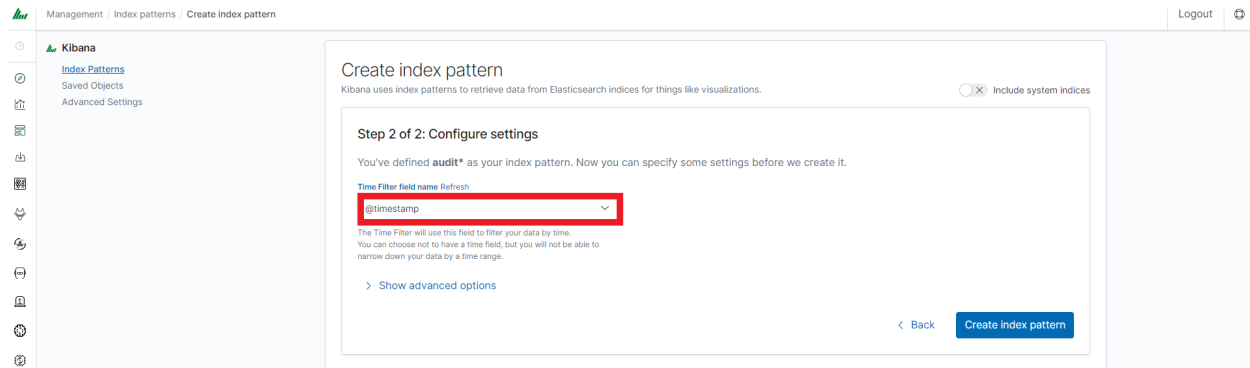 Management / Index patterns / Create index pattern
Logout
Kibana
Index Patterns
Saved Objects
Advanced Settings
Create index pattern
Kibana uses index patterns to retrieve data from Elasticsearch indices for things like visualizations.
Include system indices
Step 2 of 2: Configure settings
You've defined audit* as your index pattern. Now you can specify some settings before we create it.
Time Filter field name Refresh
@timestamp
The Time Filter will use this field to filter your data by time.
You can choose not to have a time field, but you will not be able to
narrow down your data by a time range.
Show advanced options
Back
Create index pattern